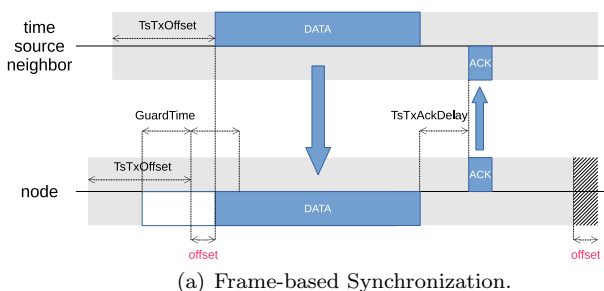 time
source
neighbor
TsTxOffset
DATA
ACK
GuardTime
TsTxAckDelay
TsTxOffset
node
ACK
DATA
offset
offset
(a) Frame-based Synchronization.